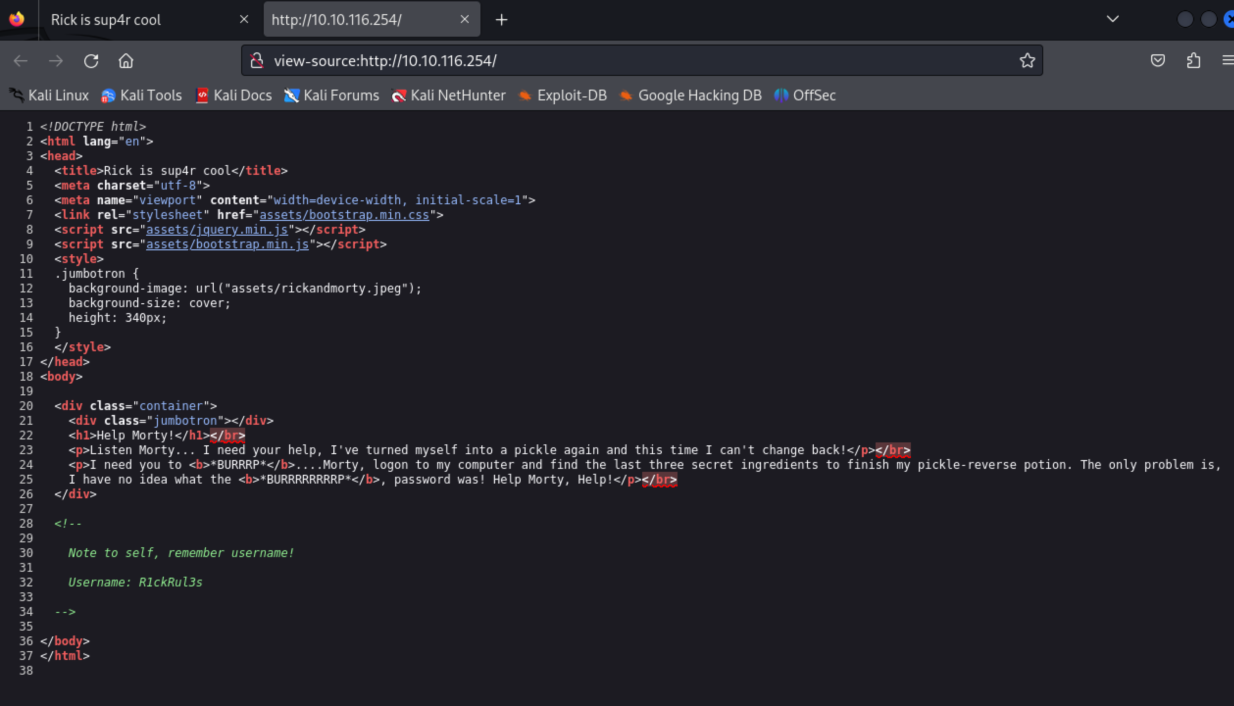 Rick is sup4r cool
http://10.10.116.254/
view-source:http://10.10.116.254/
Kali Linux Kali Tools Kali Docs Kali Forums Kali NetHunter Exploit-DB Google Hacking DB OffSec
1 <!DOCTYPE html>
2 <html lang="en">
3 <head>
4 <title>Rick is sup4r cool</title>
5 <meta charset="utf-8">
6 <meta name="viewport" content="width=device-width, initial-scale=1">
7 <link rel="stylesheet" href="assets/bootstrap.min.css">
8 <script src="assets/jquery.min.js"></script>
9 <script src="assets/bootstrap.min.js"></script>
10 <style>
11 .jumbotron {
12 background-image: url("assets/rickandmorty.jpeg");
13 background-size: cover;
14 height: 340px;
15 }
16 </style>
17 </head>
18 <body>
19
20 <div class="container">
21 <div class="jumbotron"></div>
22 <h1>Help Morty!</h1></br>
23 <p>Listen Morty... I need your help, I've turned myself into a pickle again and this time I can't change back!</p></br>
24 <p>I need you to <b>*BURRRP*</b>....Morty, logon to my computer and find the last three secret ingredients to finish my pickle-reverse potion. The only problem is,
25 I have no idea what the <b>*BURRRRRRRRP*</b>, password was! Help Morty, Help!</p></br>
26 </div>
27
28 <!--
29
30 Note to self, remember username!
31
32 Username: R1ckRul3s
33
34 -->
35
36 </body>
37 </html>
38